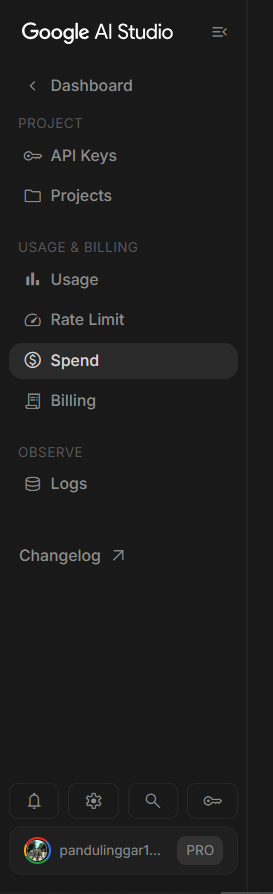 Google AI Studio
Dashboard
PROJECT
API Keys
Projects
USAGE & BILLING
Usage
Rate Limit
Spend
Billing
OBSERVE
Logs
Changelog
pandulinggar1... PRO